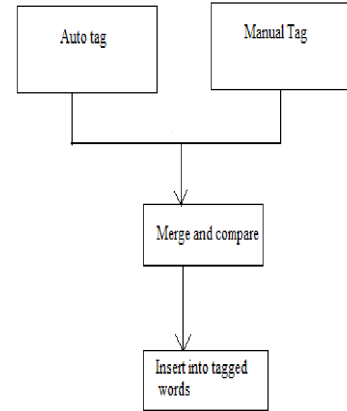 Auto tag
Manual Tag
Merge and compare
Insert into tagged
words